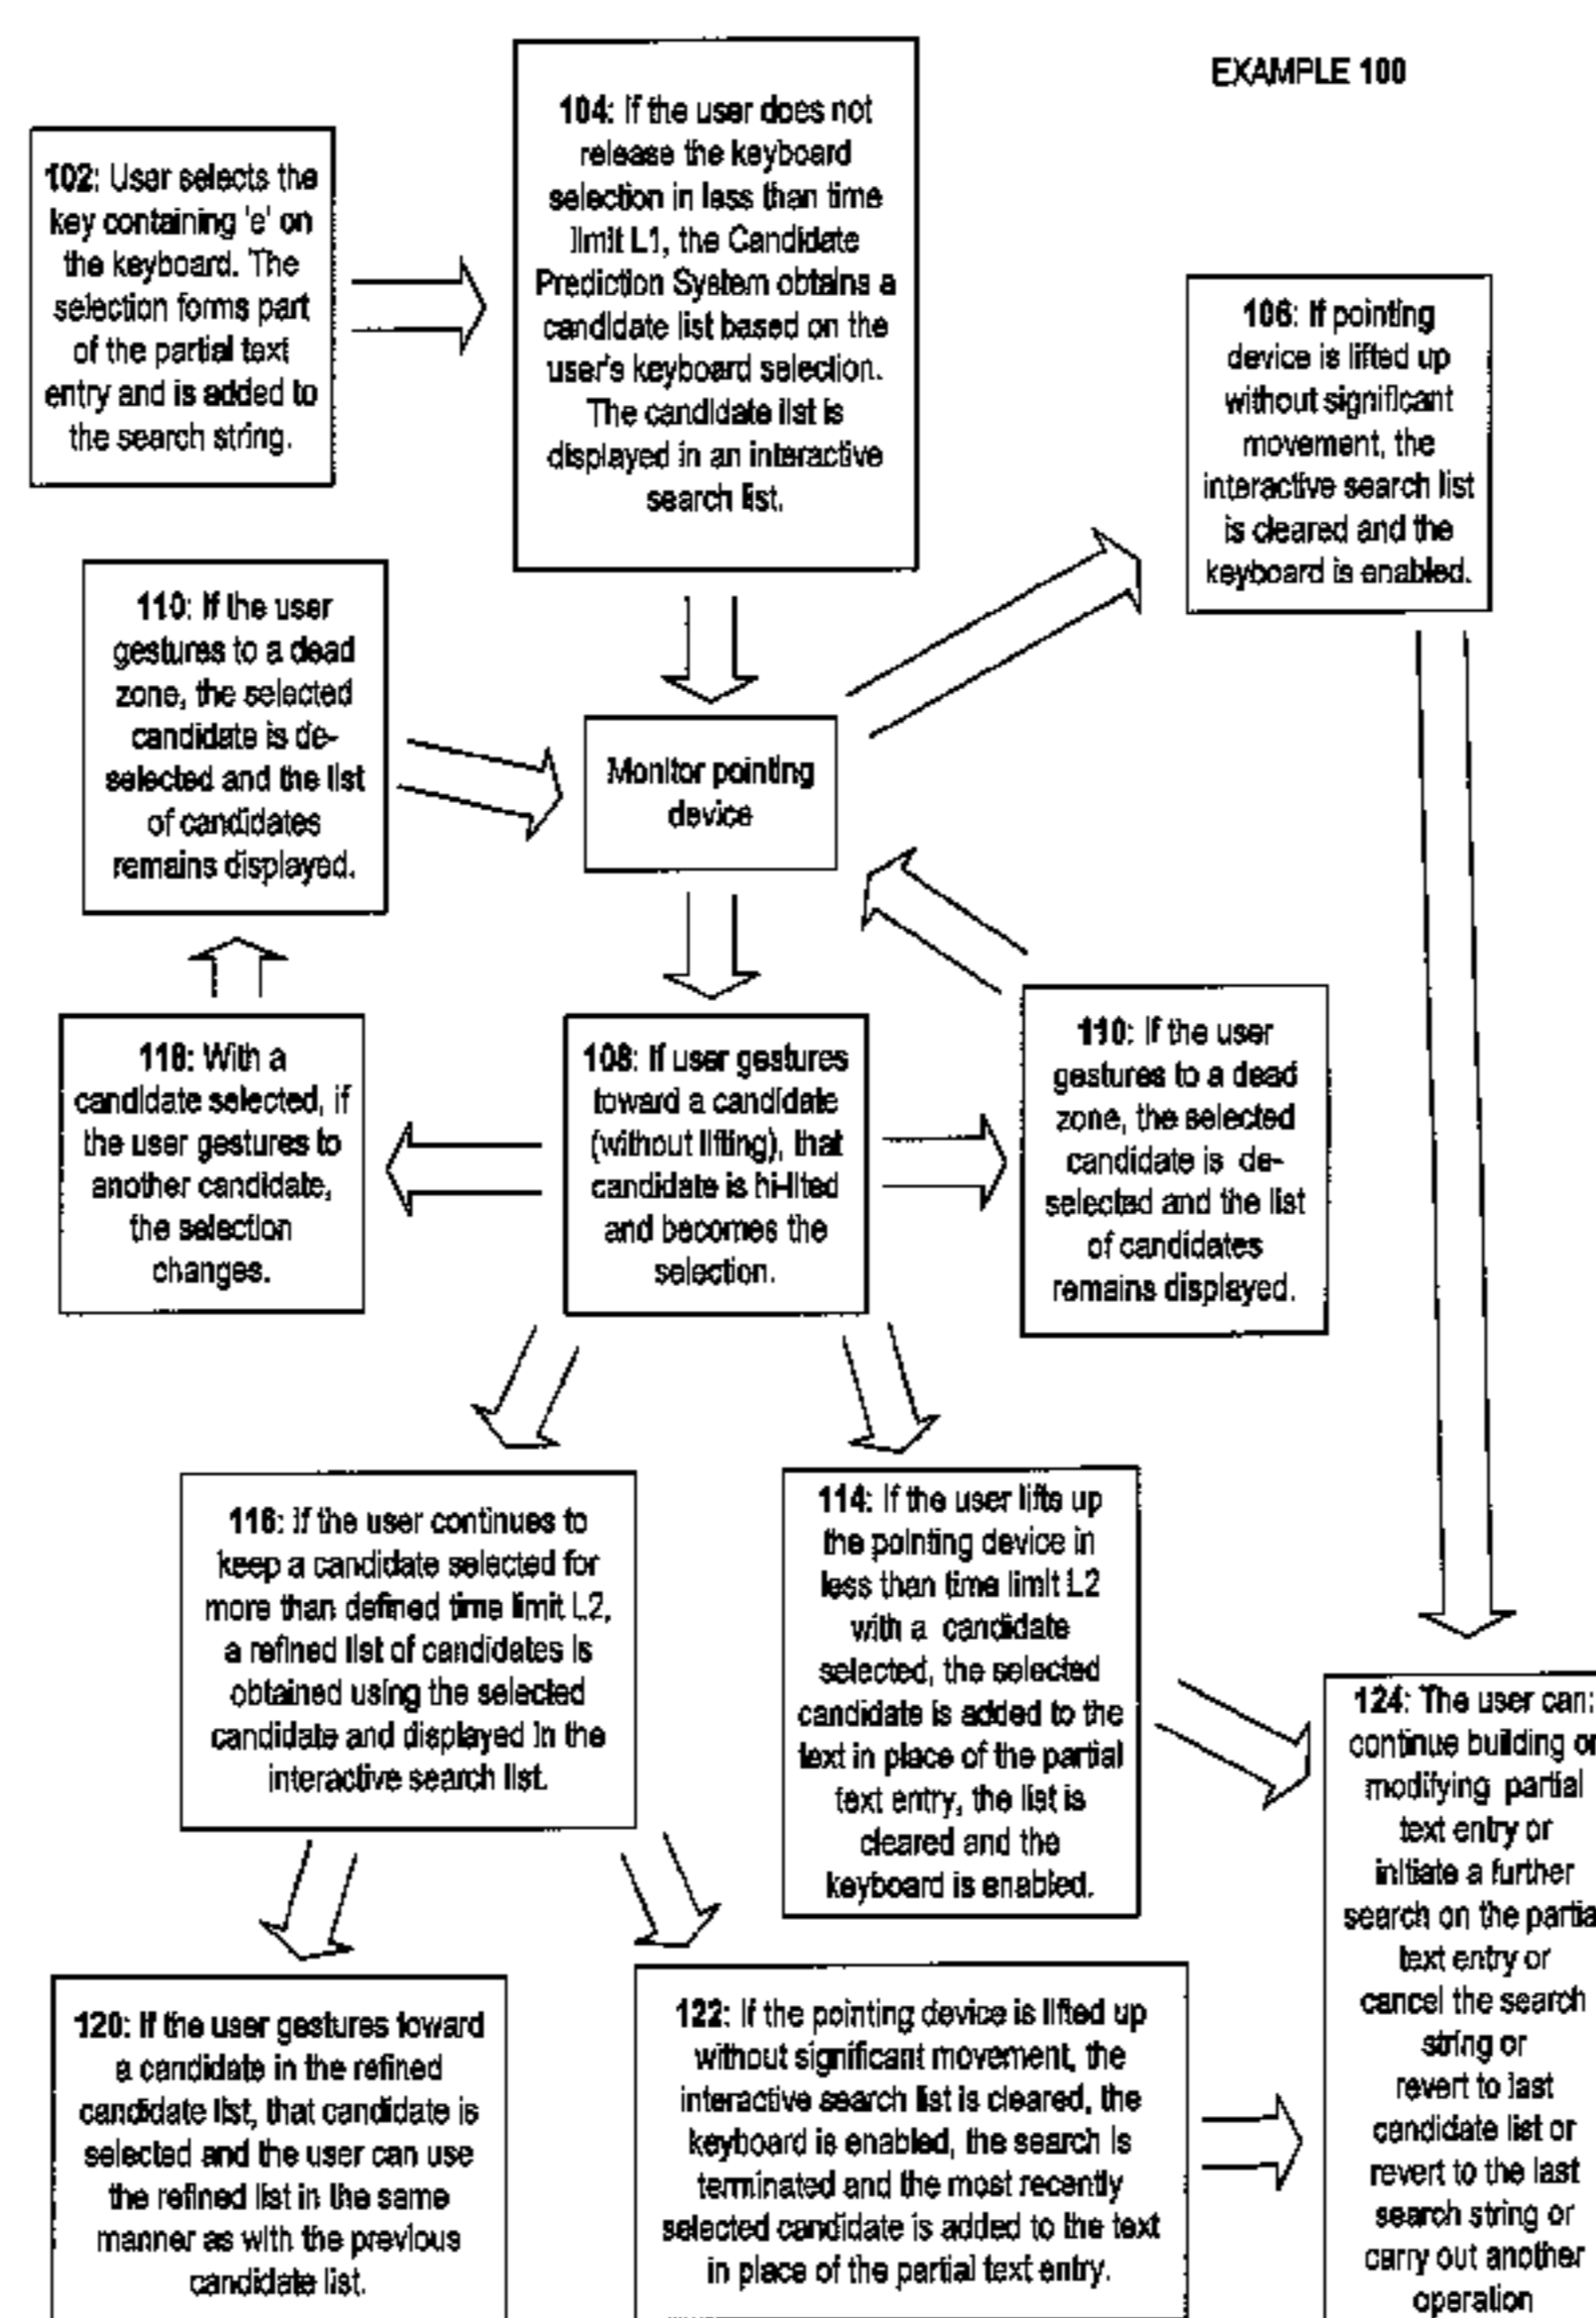 EXAMPLE 100
102: User selects the
key containing 'e' on
the keyboard. The
selection forms part
of the partial text
entry and is added to
the search string.
104: If the user does not
release the keyboard
selection in less than time
limit L1, the Candidate
Prediction System obtains a
candidate list based on the
user's keyboard selection.
The candidate list is
displayed in an interactive
search list.
106: If pointing
device is lifted up
without significant
movement, the
interactive search list
is cleared and the
keyboard is enabled.
110: If the user
gestures to a dead
zone, the selected
candidate is de-
selected and the list
of candidates
remains displayed.
Monitor pointing
device
118: With a
candidate selected, if
the user gestures to
another candidate,
the selection
changes.
108: If user gestures
toward a candidate
(without lifting), that
candidate is hi-lited
and becomes the
selection.
110: If the user
gestures to a dead
zone, the selected
candidate is de-
selected and the list
of candidates
remains displayed.
116: If the user continues to
keep a candidate selected for
more than defined time limit L2,
a refined list of candidates is
obtained using the selected
candidate and displayed in the
interactive search list.
114: If the user lifts up
the pointing device in
less than time limit L2
with a candidate
selected, the selected
candidate is added to the
text in place of the partial
text entry, the list is
cleared and the
keyboard is enabled.
124: The user can:
continue building or
modifying partial
text entry or
initiate a further
search on the partia
text entry or
cancel the search
string or
revert to last
candidate list or
revert to the last
search string or
carry out another
operation
120: If the user gestures toward
a candidate in the refined
candidate list, that candidate is
selected and the user can use
the refined list in the same
manner as with the previous
candidate list.
122: If the pointing device is lifted up
without significant movement, the
interactive search list is cleared, the
keyboard is enabled, the search is
terminated and the most recently
selected candidate is added to the text
in place of the partial text entry.